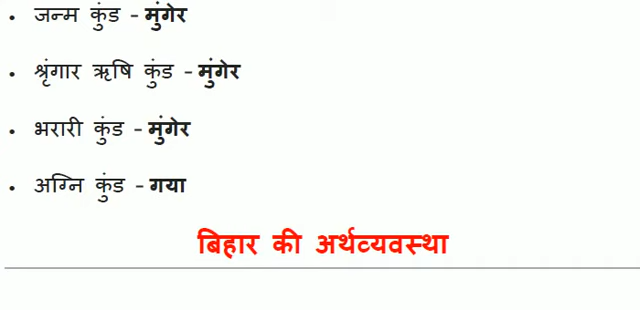 • जन्म कुंड - मुंगेर
• श्रृंगार ऋषि कुंड - मुंगेर
• भरारी कुंड - मुंगेर
• अग्नि कुंड - गया
बिहार की अर्थव्यवस्था